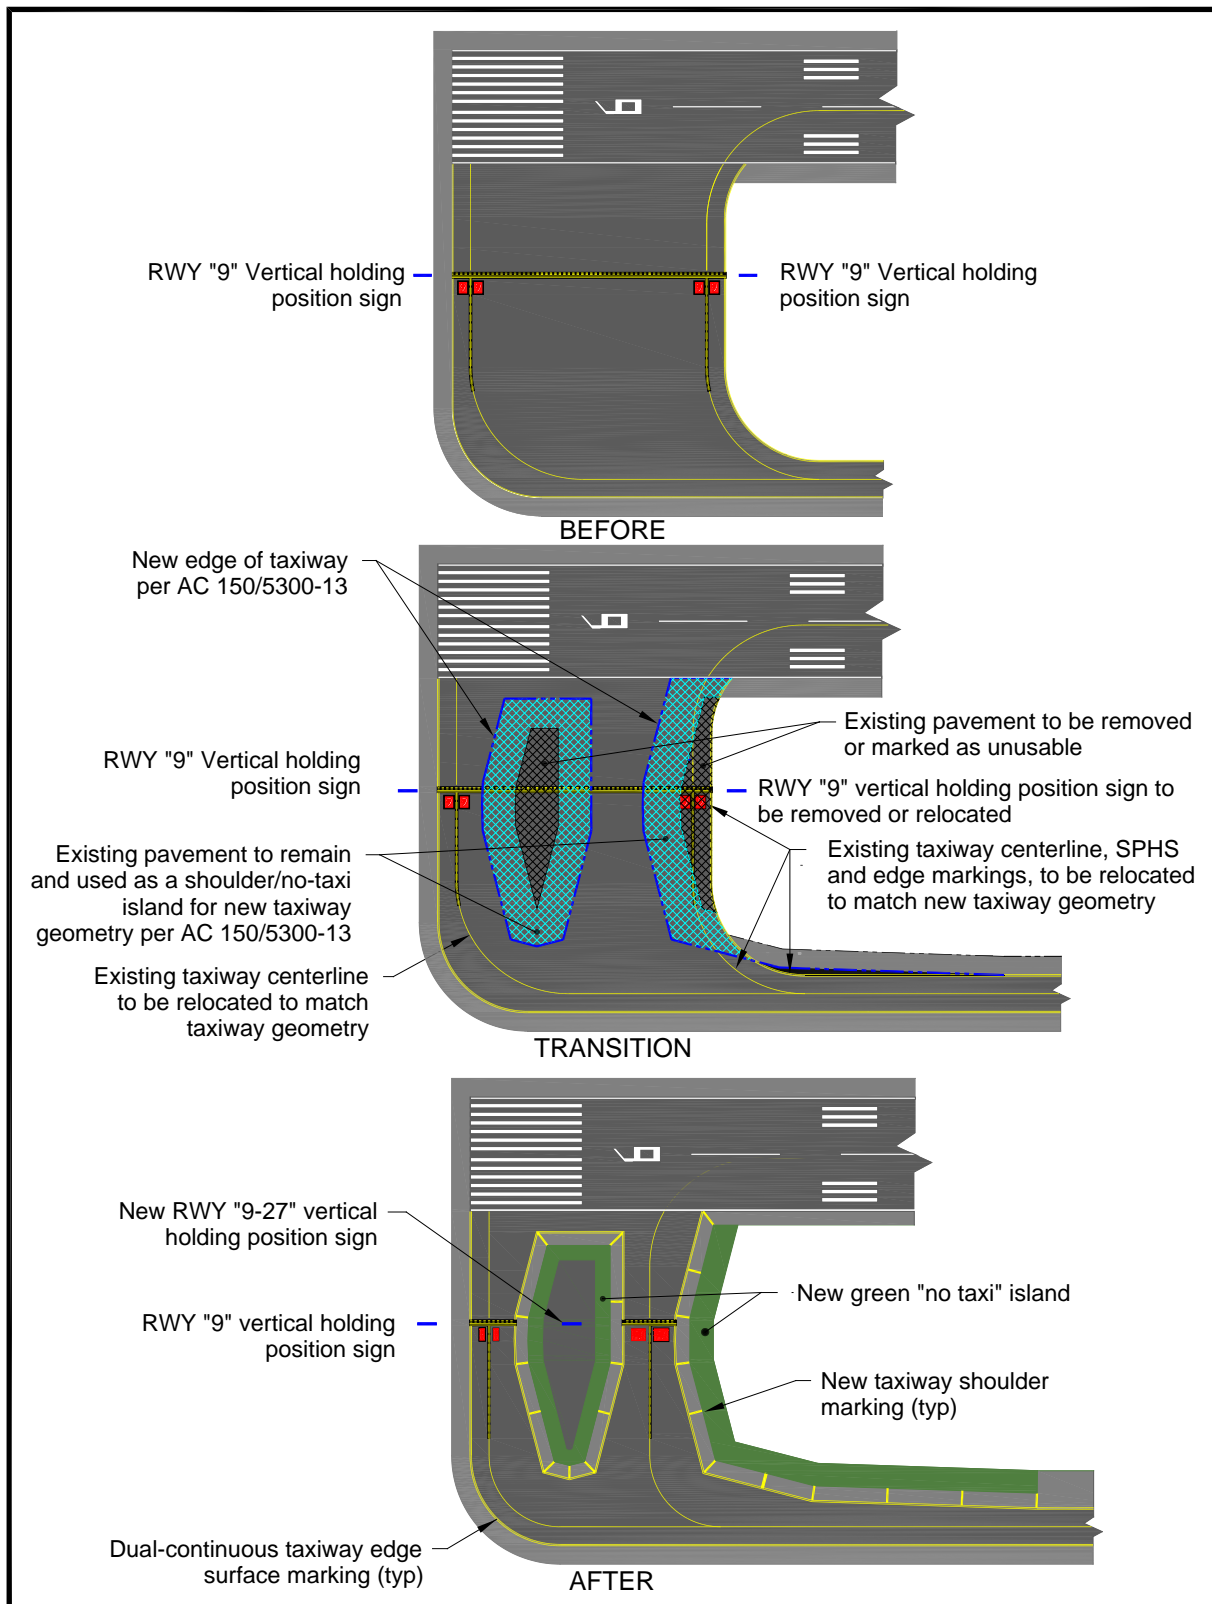 9
RWY "9" Vertical holding
position sign
RWY "9" Vertical holding
position sign
BEFORE
New edge of taxiway
per AC 150/5300-13
9
Existing pavement to be removed
or marked as unusable
RWY "9" Vertical holding
position sign
RWY "9" vertical holding position sign to
be removed or relocated
Existing pavement to remain
and used as a shoulder/no-taxi
island for new taxiway
geometry per AC 150/5300-13
Existing taxiway centerline, SPHS
and edge markings, to be relocated
to match new taxiway geometry
Existing taxiway centerline
to be relocated to match
taxiway geometry
TRANSITION
9
New RWY "9-27" vertical
holding position sign
New green "no taxi" island
RWY "9" vertical holding
position sign
New taxiway shoulder
marking (typ)
Dual-continuous taxiway edge
surface marking (typ)
AFTER